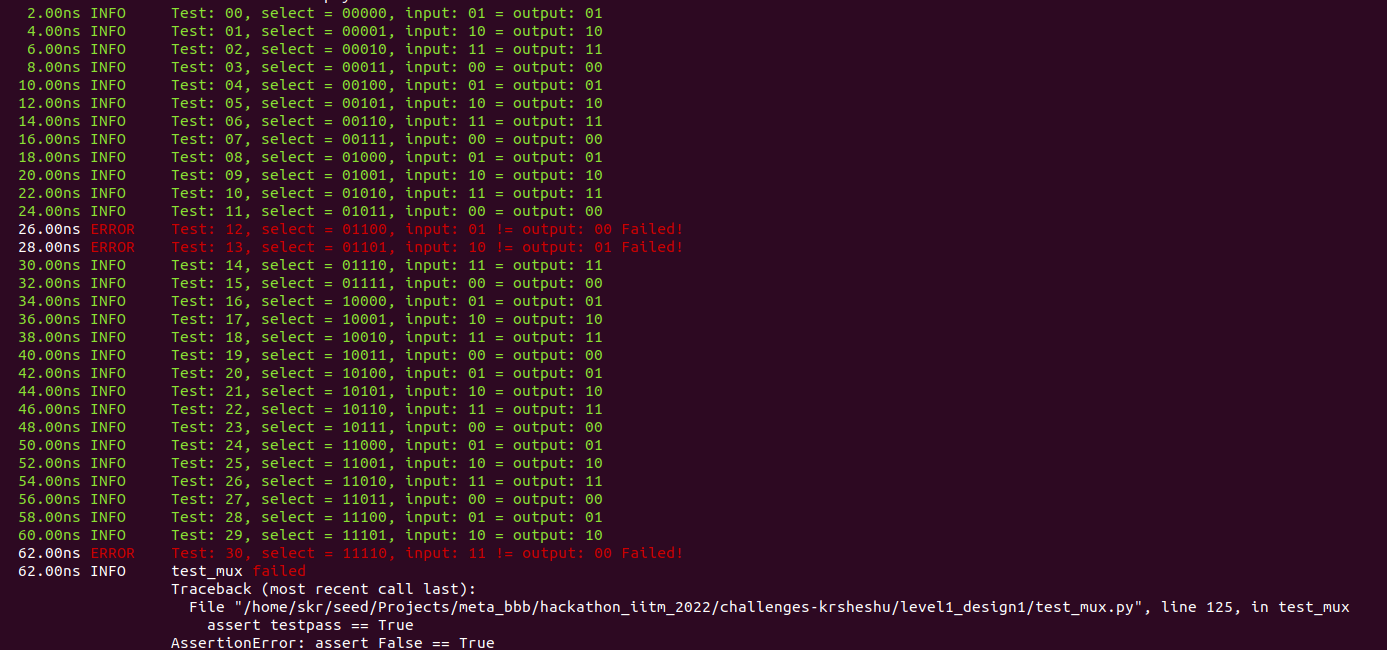 2.00ns INFO     Test: 00, select = 00000, input: 01 = output: 01
4.00ns INFO     Test: 01, select = 00001, input: 10 = output: 10
6.00ns INFO     Test: 02, select = 00010, input: 11 = output: 11
8.00ns INFO     Test: 03, select = 00011, input: 00 = output: 00
10.00ns INFO     Test: 04, select = 00100, input: 01 = output: 01
12.00ns INFO     Test: 05, select = 00101, input: 10 = output: 10
14.00ns INFO     Test: 06, select = 00110, input: 11 = output: 11
16.00ns INFO     Test: 07, select = 00111, input: 00 = output: 00
18.00ns INFO     Test: 08, select = 01000, input: 01 = output: 01
20.00ns INFO     Test: 09, select = 01001, input: 10 = output: 10
22.00ns INFO     Test: 10, select = 01010, input: 11 = output: 11
24.00ns INFO     Test: 11, select = 01011, input: 00 = output: 00
26.00ns ERROR    Test: 12, select = 01100, input: 01 != output: 00 Failed!
28.00ns ERROR    Test: 13, select = 01101, input: 10 != output: 01 Failed!
30.00ns INFO     Test: 14, select = 01110, input: 11 = output: 11
32.00ns INFO     Test: 15, select = 01111, input: 00 = output: 00
34.00ns INFO     Test: 16, select = 10000, input: 01 = output: 01
36.00ns INFO     Test: 17, select = 10001, input: 10 = output: 10
38.00ns INFO     Test: 18, select = 10010, input: 11 = output: 11
40.00ns INFO     Test: 19, select = 10011, input: 00 = output: 00
42.00ns INFO     Test: 20, select = 10100, input: 01 = output: 01
44.00ns INFO     Test: 21, select = 10101, input: 10 = output: 10
46.00ns INFO     Test: 22, select = 10110, input: 11 = output: 11
48.00ns INFO     Test: 23, select = 10111, input: 00 = output: 00
50.00ns INFO     Test: 24, select = 11000, input: 01 = output: 01
52.00ns INFO     Test: 25, select = 11001, input: 10 = output: 10
54.00ns INFO     Test: 26, select = 11010, input: 11 = output: 11
56.00ns INFO     Test: 27, select = 11011, input: 00 = output: 00
58.00ns INFO     Test: 28, select = 11100, input: 01 = output: 01
60.00ns INFO     Test: 29, select = 11101, input: 10 = output: 10
62.00ns ERROR    Test: 30, select = 11110, input: 11 != output: 00 Failed!
62.00ns INFO     test_mux failed
Traceback (most recent call last):
File "/home/skr/seed/Projects/meta_bbb/hackathon_iitm_2022/challenges-krsheshu/level1_design1/test_mux.py", line 125, in test_mux
assert testpass == True
AssertionError: assert False == True